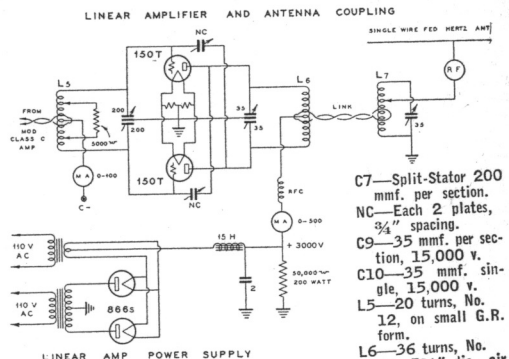 LINEAR AMPLIFIER AND ANTENNA COUPLING
SINGLE WIRE FED HERTZ ANT
NC
150T
L5
L6
L7
RF
FROM
MOD
CLASS C
AMP
5000
200
200
35
35
LINK
35
MA
0-100
C-
150T
NC
RFC
MA
0-500
110 V
AC
15 H
+ 3000V
2
50,000
200 WATT
110 V
AC
866s
LINEAR AMP POWER SUPPLY
C7—Split-Stator 200
mmf. per section.
NC—Each 2 plates,
¾" spacing.
C9—35 mmf. per sec-
tion, 15,000 v.
C10—35 mmf. sin-
gle, 15,000 v.
L5—20 turns, No.
12, on small G.R.
form.
L6—36 turns, No.